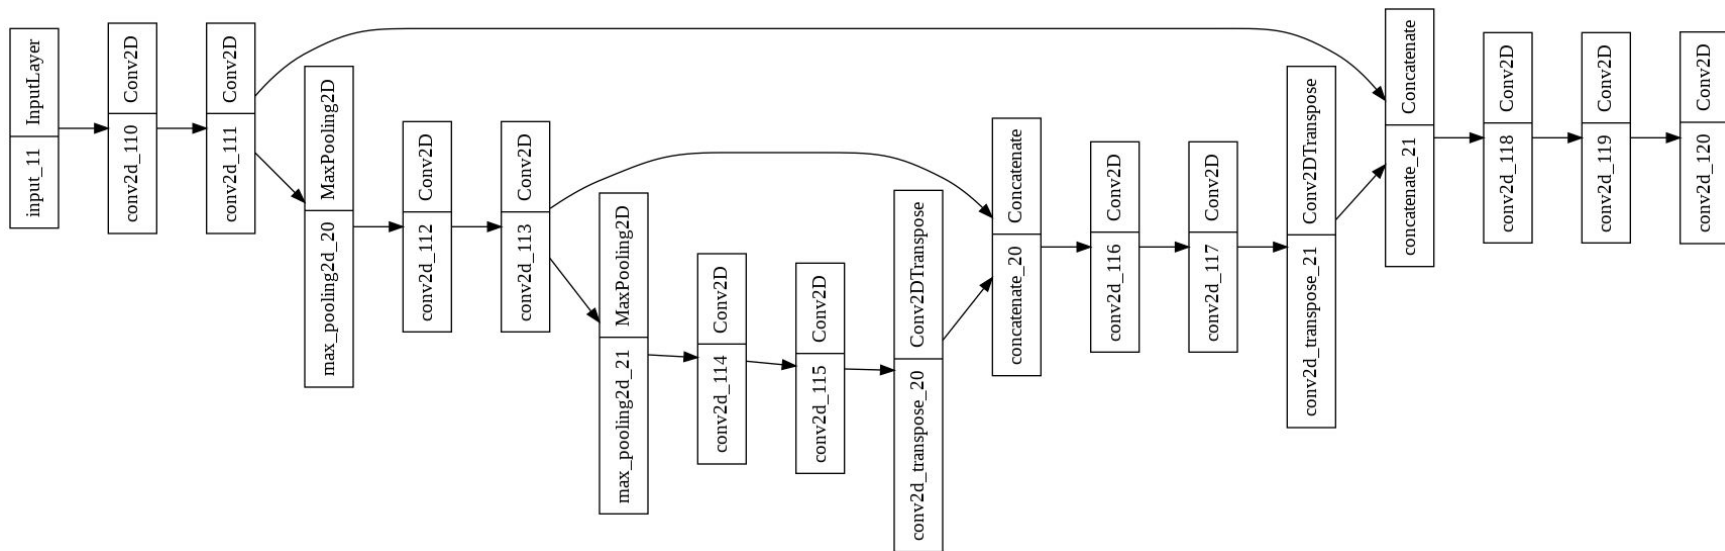 input_11 InputLayer
conv2d_110 Conv2D
conv2d_111 Conv2D
max_pooling2d_20 MaxPooling2D
conv2d_112 Conv2D
conv2d_113 Conv2D
max_pooling2d_21 MaxPooling2D
conv2d_114 Conv2D
conv2d_115 Conv2D
conv2d_transpose_20 Conv2DTranspose
concatenate_20 Concatenate
conv2d_116 Conv2D
conv2d_117 Conv2D
conv2d_transpose_21 Conv2DTranspose
concatenate_21 Concatenate
conv2d_118 Conv2D
conv2d_119 Conv2D
conv2d_120 Conv2D